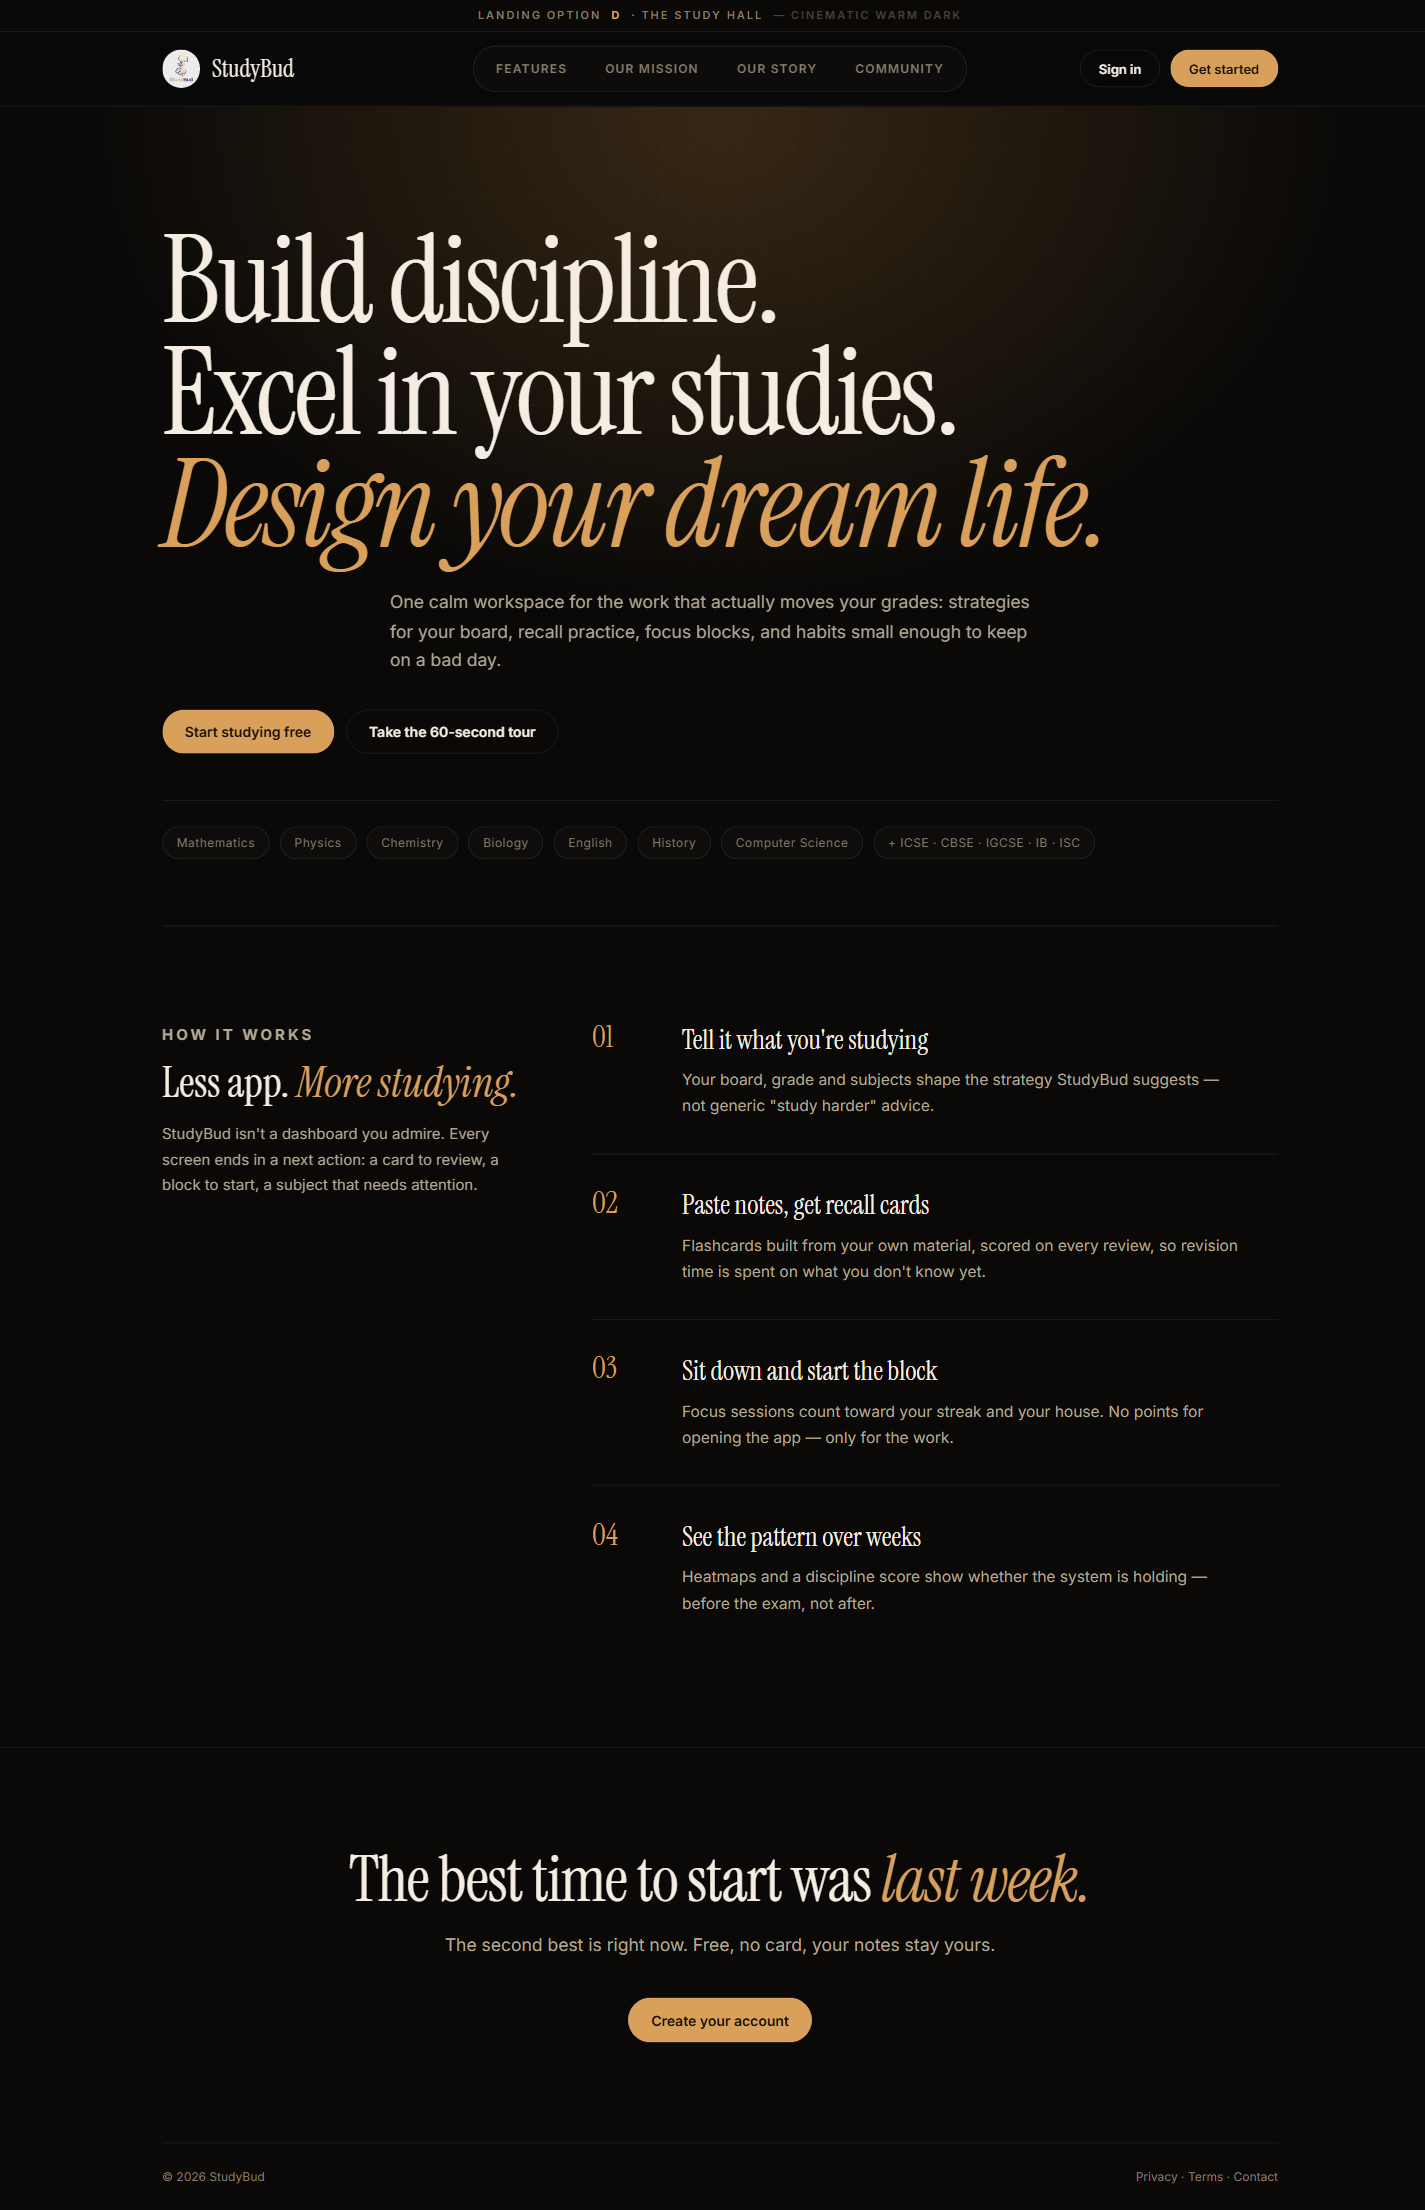 LANDING OPTION D · THE STUDY HALL — CINEMATIC WARM DARK
StudyBud
FEATURES OUR MISSION OUR STORY COMMUNITY
Sign in
Get started
Build discipline.
Excel in your studies.
Design your dream life.
One calm workspace for the work that actually moves your grades: strategies
for your board, recall practice, focus blocks, and habits small enough to keep
on a bad day.
Start studying free
Take the 60-second tour
Mathematics Physics Chemistry Biology English History Computer Science + ICSE · CBSE · IGCSE · IB · ISC
HOW IT WORKS
Less app. More studying.
StudyBud isn't a dashboard you admire. Every
screen ends in a next action: a card to review, a
block to start, a subject that needs attention.
01
Tell it what you're studying
Your board, grade and subjects shape the strategy StudyBud suggests —
not generic "study harder" advice.
02
Paste notes, get recall cards
Flashcards built from your own material, scored on every review, so revision
time is spent on what you don't know yet.
03
Sit down and start the block
Focus sessions count toward your streak and your house. No points for
opening the app — only for the work.
04
See the pattern over weeks
Heatmaps and a discipline score show whether the system is holding —
before the exam, not after.
The best time to start was last week.
The second best is right now. Free, no card, your notes stay yours.
Create your account
© 2026 StudyBud
Privacy · Terms · Contact